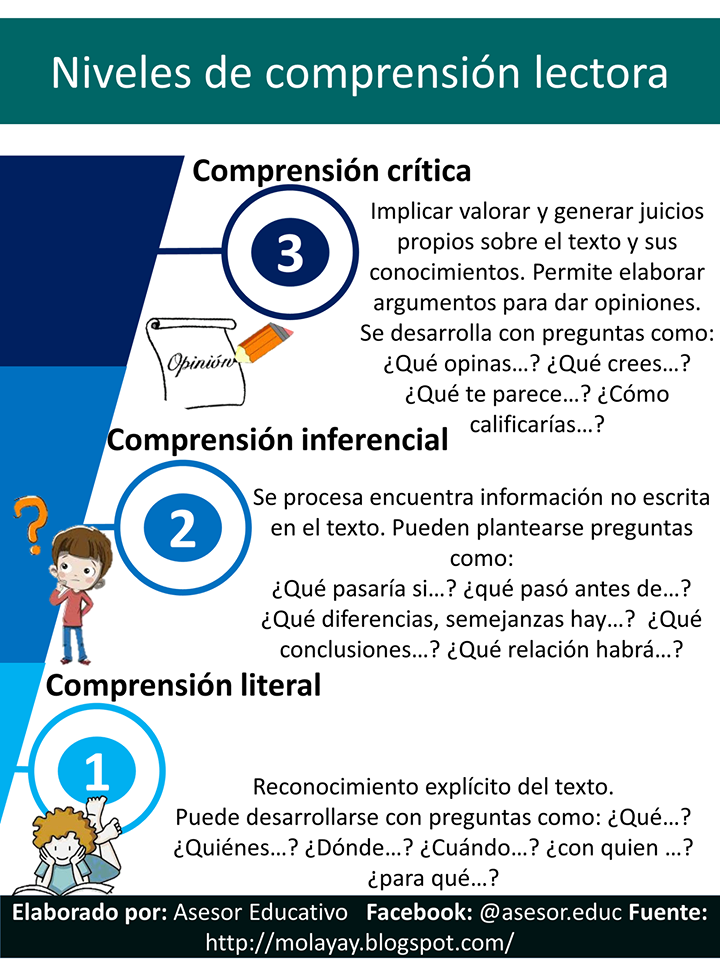 Niveles de comprensión lectora
Comprensión crítica
3
Implicar valorar y generar juicios
propios sobre el texto y sus
conocimientos. Permite elaborar
argumentos para dar opiniones.
Se desarrolla con preguntas como:
¿Qué opinas…? ¿Qué crees…?
¿Qué te parece…? ¿Cómo
calificarías…?
Opinión
Comprensión inferencial
2
Se procesa encuentra información no escrita
en el texto. Pueden plantearse preguntas
como:
¿Qué pasaría si…? ¿qué pasó antes de…?
¿Qué diferencias, semejanzas hay…? ¿Qué
conclusiones…? ¿Qué relación habrá…?
?
Comprensión literal
1
Reconocimiento explícito del texto.
Puede desarrollarse con preguntas como: ¿Qué…?
¿Quiénes…? ¿Dónde…? ¿Cuándo…? ¿con quien …?
¿para qué…?
Elaborado por: Asesor Educativo Facebook: @asesor.educ Fuente:
http://molayay.blogspot.com/